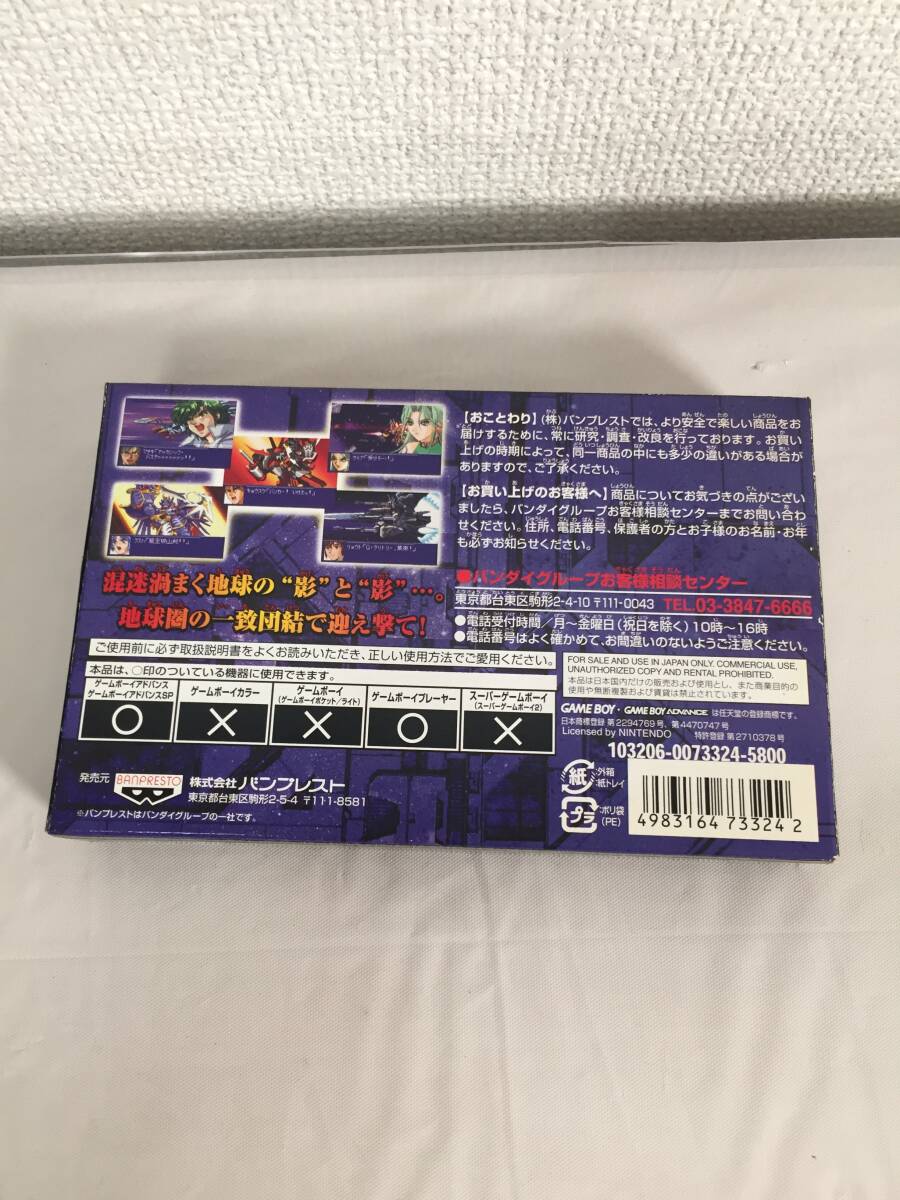 混迷渦まく地球の“影”と“影”…。
地球圏の一致団結で迎え撃て!
【おことわり】(株)バンプレストでは、より安全で楽しい商品をお
届けするために、常に研究・調査・改良を行っております。お買い
上げの時期によって、同一商品の中にも多少の違いがある場合が
ありますので、ご了承ください。
【お買い上げのお客様へ】商品についてお気づきの点がござい
ましたら、バンダイグループお客様相談センターまでお問い合わ
せください。住所、電話番号、保護者の方とお子様のお名前・お年
も必ずお知らせください。
●バンダイグループお客様相談センター
東京都台東区駒形2-4-10 〒111-0043 TEL.03-3847-6666
●電話受付時間/月~金曜日(祝日を除く)10時~16時
●電話番号はよく確かめて、お間違いのないようご注意ください。
ご使用前に必ず取扱説明書をよくお読みいただき、正しい使用方法でご愛用ください。
本品は、○印のついている機器に使用できます。
ゲームボーイアドバンス
ゲームボーイアドバンスSP
ゲームボーイカラー
ゲームボーイ
(ゲームボーイポケット/ライト)
ゲームボーイプレーヤー
スーパーゲームボーイ
(スーパーゲームボーイ2)
○ × × ○ ×
FOR SALE AND USE IN JAPAN ONLY. COMMERCIAL USE,
UNAUTHORIZED COPY AND RENTAL PROHIBITED.
本品は日本国内だけの販売および使用とし、また商業目的の
使用や無断複製および賃貸は禁止します。
GAME BOY・GAME BOY ADVANCE は任天堂の登録商標です。
日本商標登録 第2294769号、第4470747号
Licensed by NINTENDO 特許登録 第2710378号
103206-0073324-5800
発売元 BANPRESTO 株式会社バンプレスト
東京都台東区駒形2-5-4 〒111-8581
※バンプレストはバンダイグループの一社です。
紙 :外箱
:紙トレイ
プラ :ポリ袋
(PE)
4983164733242